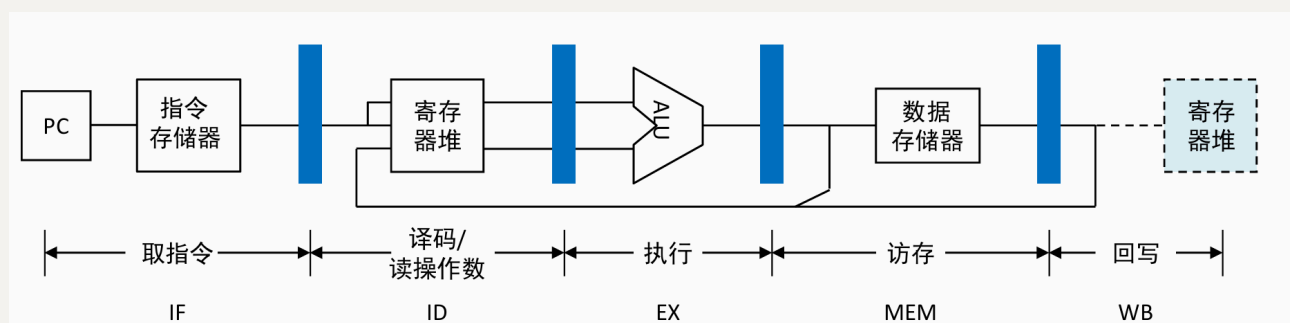 PC
指令
存储器
寄存
器堆
ALU
数据
存储器
寄存
器堆
取指令
译码/
读操作数
执行
访存
回写
IF
ID
EX
MEM
WB